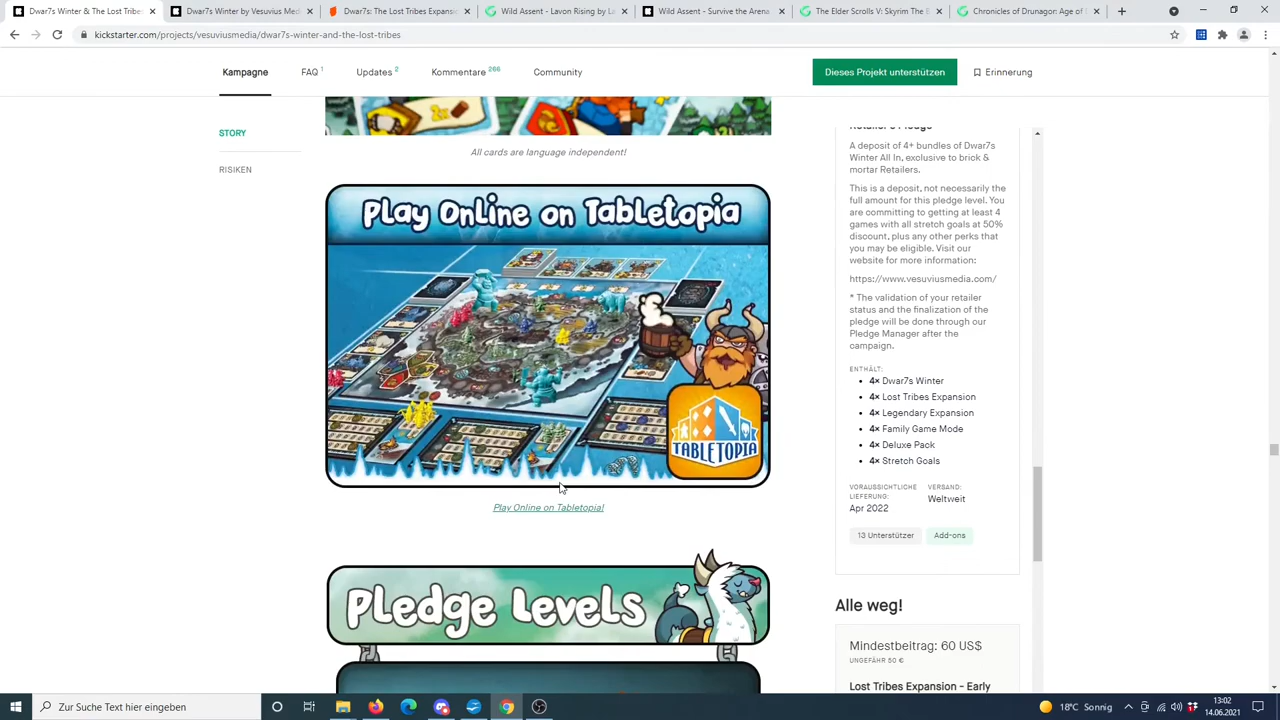 Dwar7s Winter - The Lost Tribes E
Dwar7s Winter by Vesuvius Med
Dwar7s: The Lost Tribes Expans
Wild Assent - Tavlon Rising by La
Wild Assent - Survive the Arena
The Elder Scrolls V: Skyrim The B
Chronicles of Drunagor: Age of
kickstarter.com/projects/vesuviusmedia/dwar7s-winter-and-the-lost-tribes
Kampagne
FAQ 1
Updates 2
Kommentare 266
Community
Dieses Projekt unterstützen
Erinnerung
STORY
RISIKEN
2x
All cards are language independent!
Play Online on Tabletopia
TABLETOPIA
Play Online on Tabletopia!
Pledge Levels
Retailer's Pledge
A deposit of 4+ bundles of Dwar7s
Winter All In, exclusive to brick &
mortar Retailers.
This is a deposit, not necessarily the
full amount for this pledge level. You
are committing to getting at least 4
games with all stretch goals at 50%
discount, plus any other perks that
you may be eligible. Visit our
website for more information:
https://www.vesuviusmedia.com/
* The validation of your retailer
status and the finalization of the
pledge will be done through our
Pledge Manager after the
campaign.
ENTHÄLT:
4× Dwar7s Winter
4× Lost Tribes Expansion
4× Legendary Expansion
4× Family Game Mode
4× Deluxe Pack
4× Stretch Goals
VORAUSSICHTLICHE
LIEFERUNG:
Apr 2022
VERSAND:
Weltweit
13 Unterstützer
Add-ons
Alle weg!
Mindestbeitrag: 60 US$
UNGEFÄHR 50 €
Lost Tribes Expansion - Early
Zur Suche Text hier eingeben
18°C Sonnig
13:02
14.06.2021